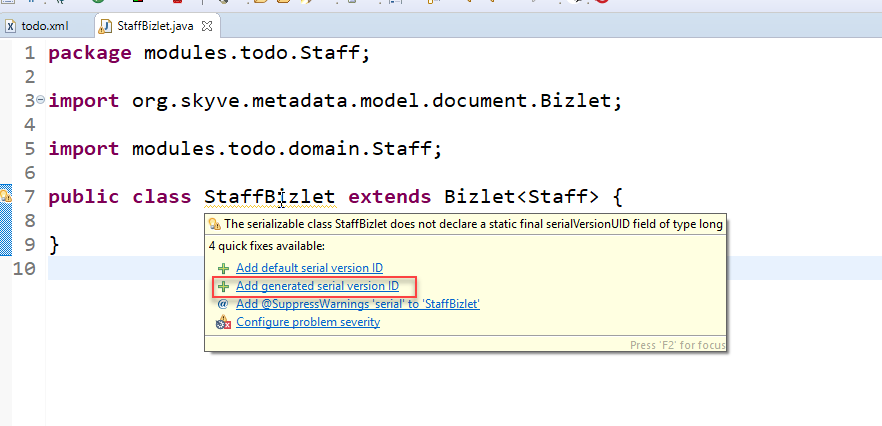 todo.xml
StaffBizlet.java
1 package modules.todo.Staff;
2
3 import org.skyve.metadata.model.document.Bizlet;
4
5 import modules.todo.domain.Staff;
6
7 public class StaffBizlet extends Bizlet<Staff> {
8
The serializable class StaffBizlet does not declare a static final serialVersionUID field of type long
4 quick fixes available:
Add default serial version ID
Add generated serial version ID
@ Add @SuppressWarnings 'serial' to 'StaffBizlet'
Configure problem severity
Press 'F2' for focus
9 }
10